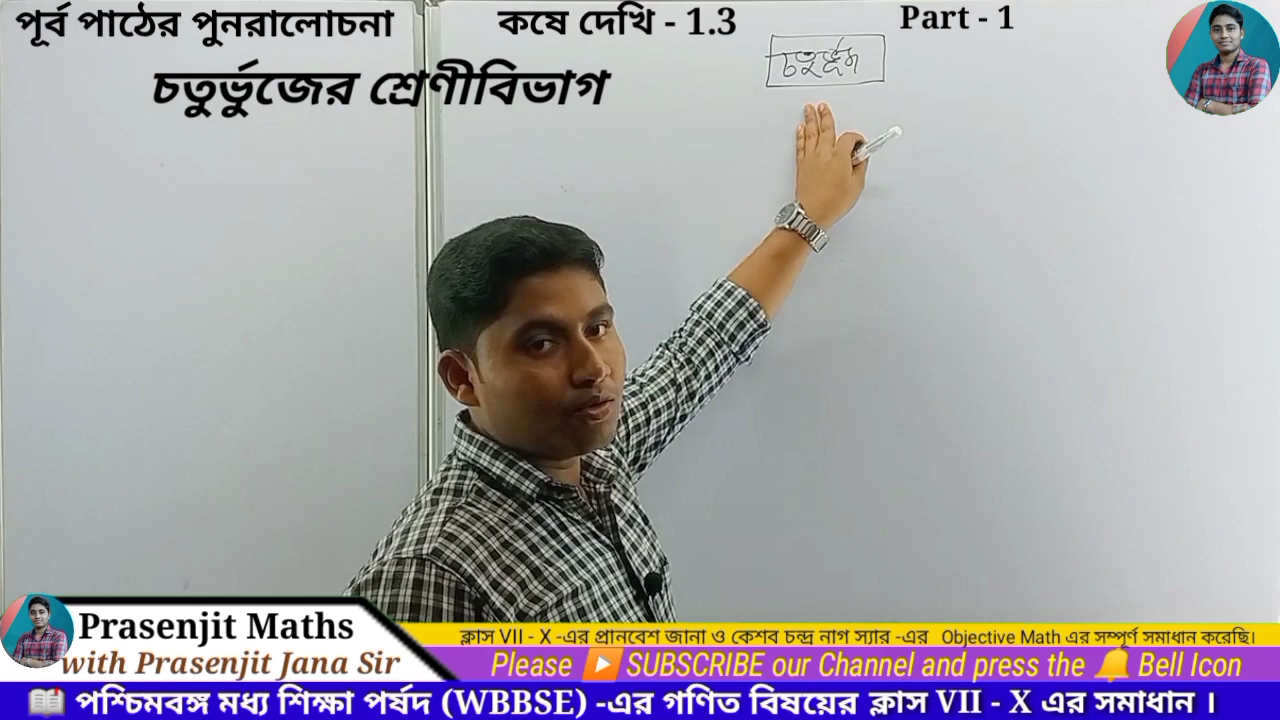 পূর্ব পাঠের পুনরালোচনা
কষে দেখি - 1.3
Part - 1
চতুর্ভুজের শ্রেণীবিভাগ
চতুর্ভুজ
Prasenjit Maths
with Prasenjit Jana Sir
ক্লাস VII - X -এর প্রানবেশ জানা ও কেশব চন্দ্র নাগ স্যার -এর Objective Math এর সম্পূর্ণ সমাধান করেছি।
Please ▶️ SUBSCRIBE our Channel and press the 🔔 Bell Icon
📖 পশ্চিমবঙ্গ মধ্য শিক্ষা পর্ষদ (WBBSE) -এর গণিত বিষয়ের ক্লাস VII - X এর সমাধান ।